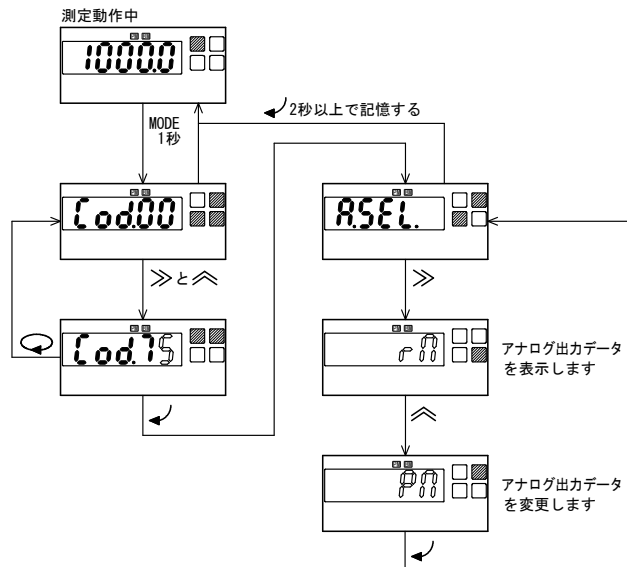 測定動作中
1000.0
2秒以上で記憶する
MODE
1秒
Cod.00
A.SEL.
≫と︽
≫
Cod.75
rA
アナログ出力データ
を表示します
︽
PA
アナログ出力データ
を変更します